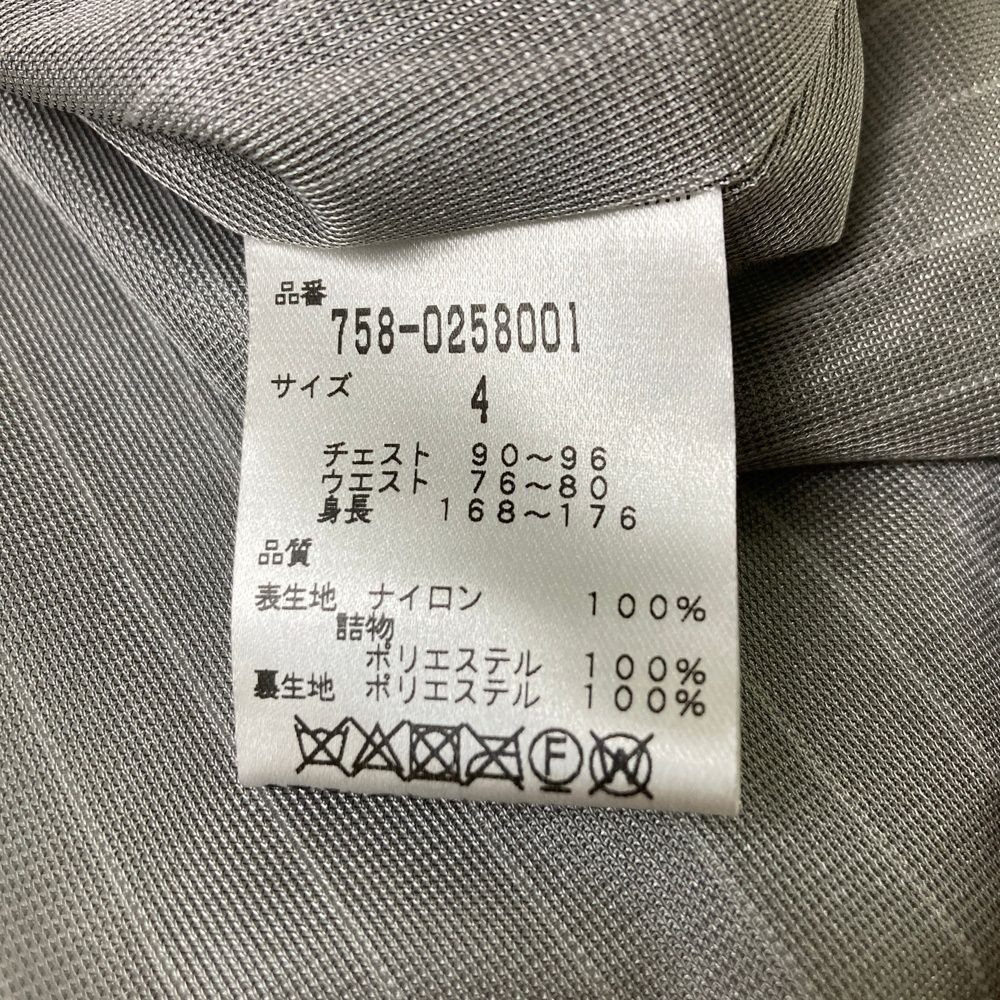 品番
758-0258001
サイズ 4
チェスト 90～96
ウエスト 76～80
身長 168～176
品質
表生地 ナイロン 100%
詰物
ポリエステル 100%
裏生地 ポリエステル 100%
F W